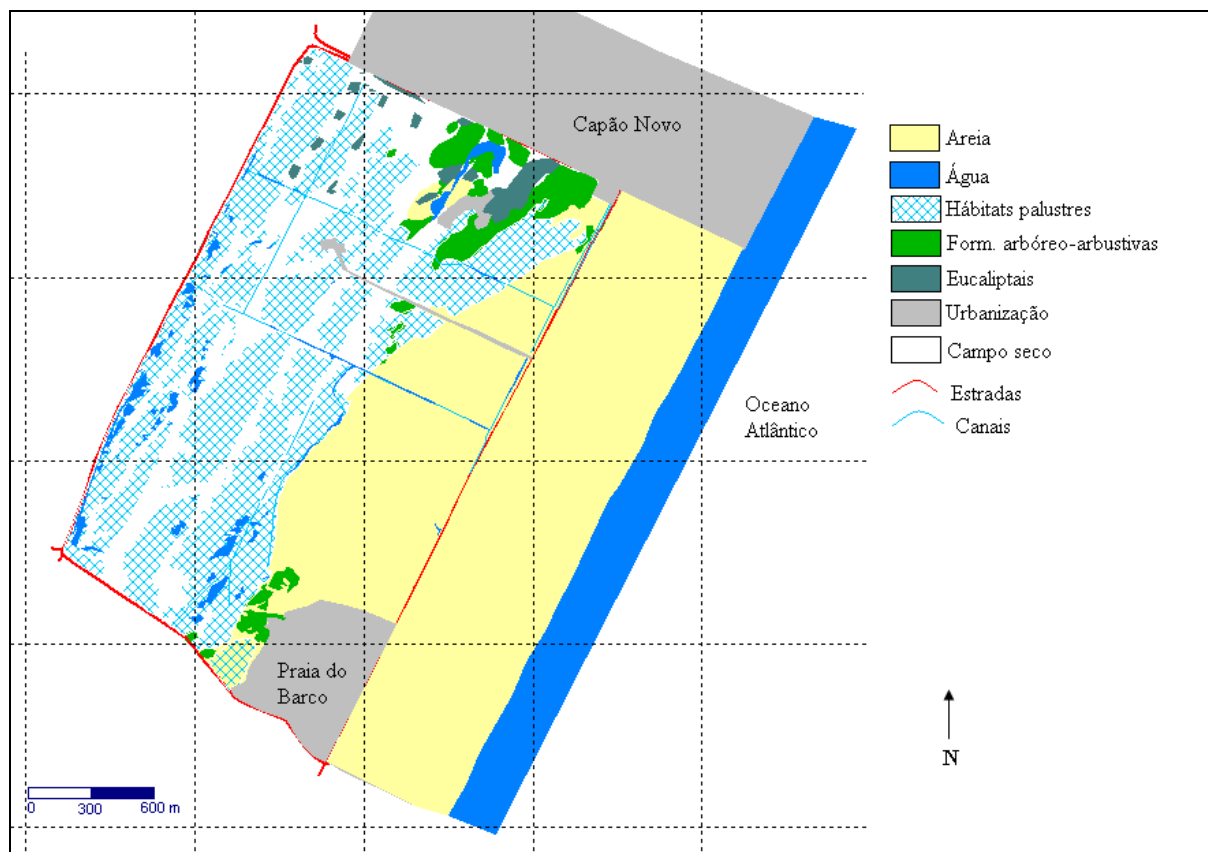 Capão Novo
Areia
Água
Hábitats palustres
Form. arbóreo-arbustivas
Eucaliptais
Urbanização
Campo seco
Estradas
Canais
Oceano
Atlântico
Praia do
Barco
N
0 300 600 m